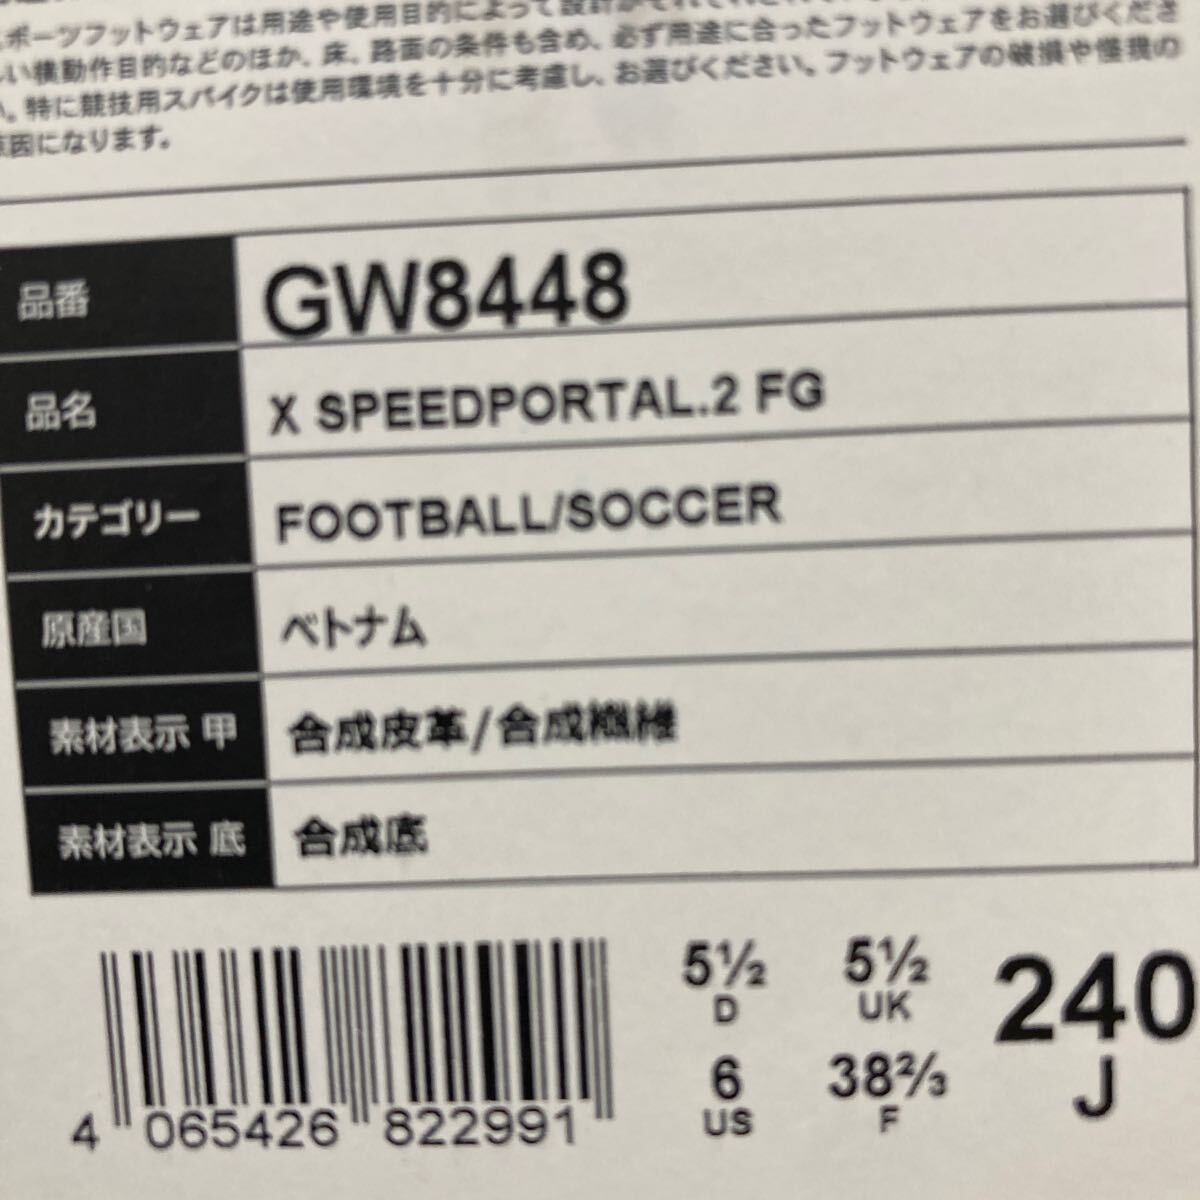 ポーツフットウェアは用途や使用目的によって設計が
しい機動作目的などのほか、床、路面の条件も含め、必ず用途に合ったフットウェアをお選びくださ
い。特に競技用スパイクは使用環境を十分に考慮し、お選びください。フットウェアの破損や怪我の
原因になります。
品番 GW8448
品名 X SPEEDPORTAL.2 FG
カテゴリー FOOTBALL/SOCCER
原産国 ベトナム
素材表示 甲 合成皮革/合成繊維
素材表示 底 合成底
5½ 5½ 240
D UK J
6 38⅔
US F
4 065426 822991